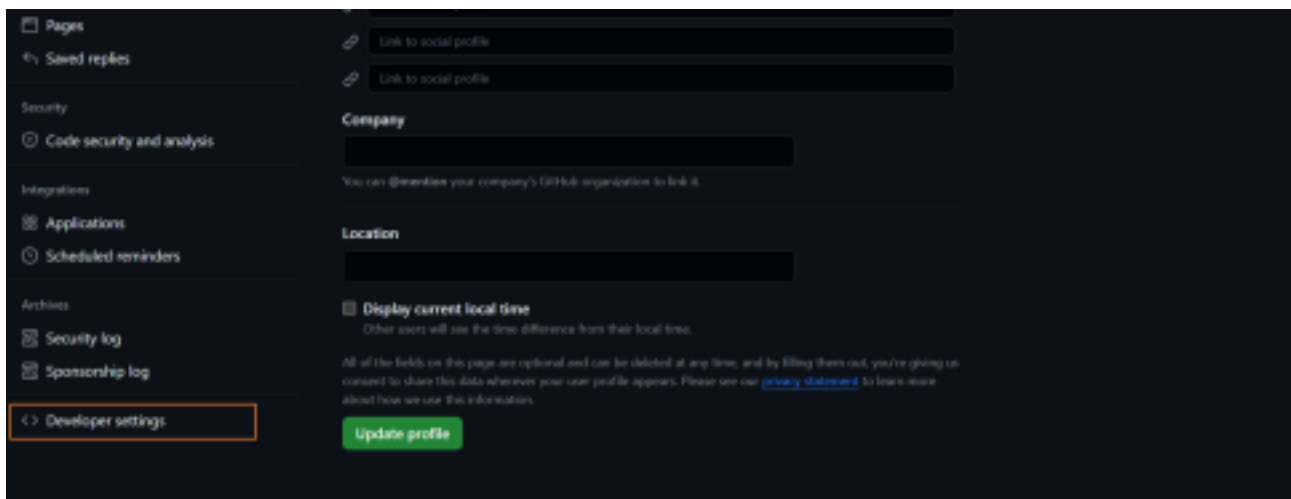 Pages
Saved replies
Security
Code security and analysis
Integrations
Applications
Scheduled reminders
Archives
Security log
Sponsorship log
Developer settings
Link to social profile
Link to social profile
Company
You can @mention your company's GitHub organization to link it.
Location
Display current local time
Other users will see the time difference from their local time.
All of the fields on this page are optional and can be deleted at any time, and by filling them out, you're giving us
consent to share this data wherever your user profile appears. Please see our privacy statement to learn more
about how we use this information.
Update profile